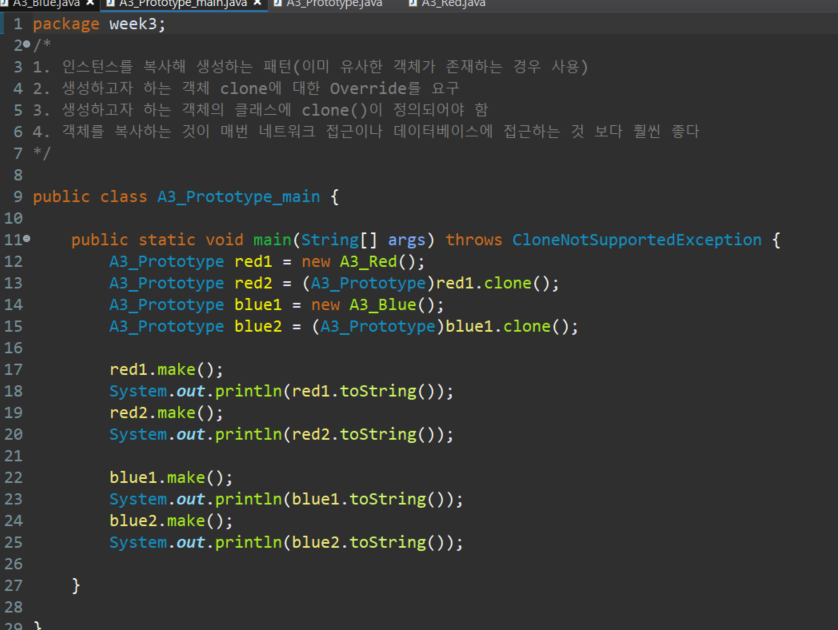 A3_Blue.java A3_Prototype_main.java A3_Prototype.java A3_Red.java
1 package week3;
2 /*
3 1. 인스턴스를 복사해 생성하는 패턴(이미 유사한 객체가 존재하는 경우 사용)
4 2. 생성하고자 하는 객체 clone에 대한 Override를 요구
5 3. 생성하고자 하는 객체의 클래스에 clone()이 정의되어야 함
6 4. 객체를 복사하는 것이 매번 네트워크 접근이나 데이터베이스에 접근하는 것 보다 훨씬 좋다
7 */
8
9 public class A3_Prototype_main {
10
11 public static void main(String[] args) throws CloneNotSupportedException {
12 A3_Prototype red1 = new A3_Red();
13 A3_Prototype red2 = (A3_Prototype)red1.clone();
14 A3_Prototype blue1 = new A3_Blue();
15 A3_Prototype blue2 = (A3_Prototype)blue1.clone();
16
17 red1.make();
18 System.out.println(red1.toString());
19 red2.make();
20 System.out.println(red2.toString());
21
22 blue1.make();
23 System.out.println(blue1.toString());
24 blue2.make();
25 System.out.println(blue2.toString());
26
27 }
28
29 }